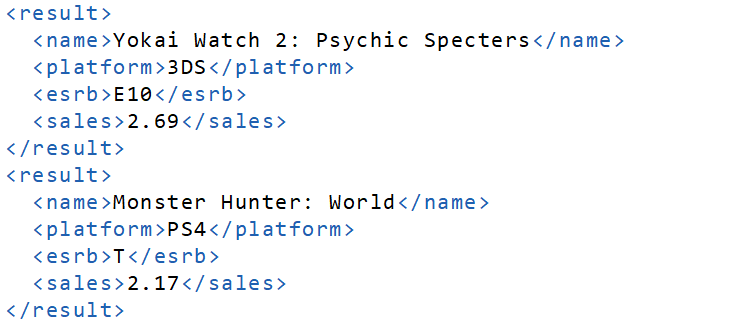 <result>
  <name>Yokai Watch 2: Psychic Specters</name>
  <platform>3DS</platform>
  <esrb>E10</esrb>
  <sales>2.69</sales>
</result>
<result>
  <name>Monster Hunter: World</name>
  <platform>PS4</platform>
  <esrb>T</esrb>
  <sales>2.17</sales>
</result>